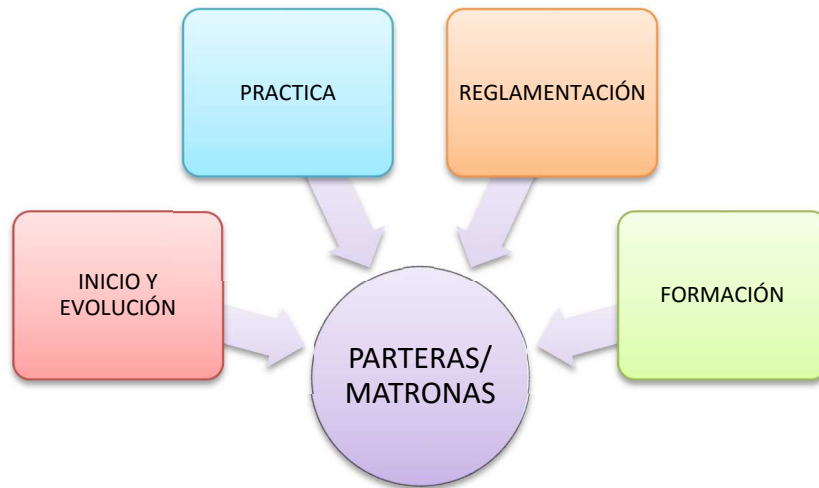 PRACTICA
REGLAMENTACIÓN
INICIO Y
EVOLUCIÓN
FORMACIÓN
PARTERAS/
MATRONAS